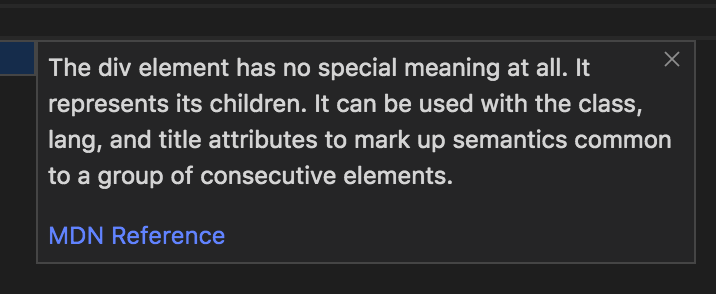 The div element has no special meaning at all. It
represents its children. It can be used with the class,
lang, and title attributes to mark up semantics common
to a group of consecutive elements.
MDN Reference